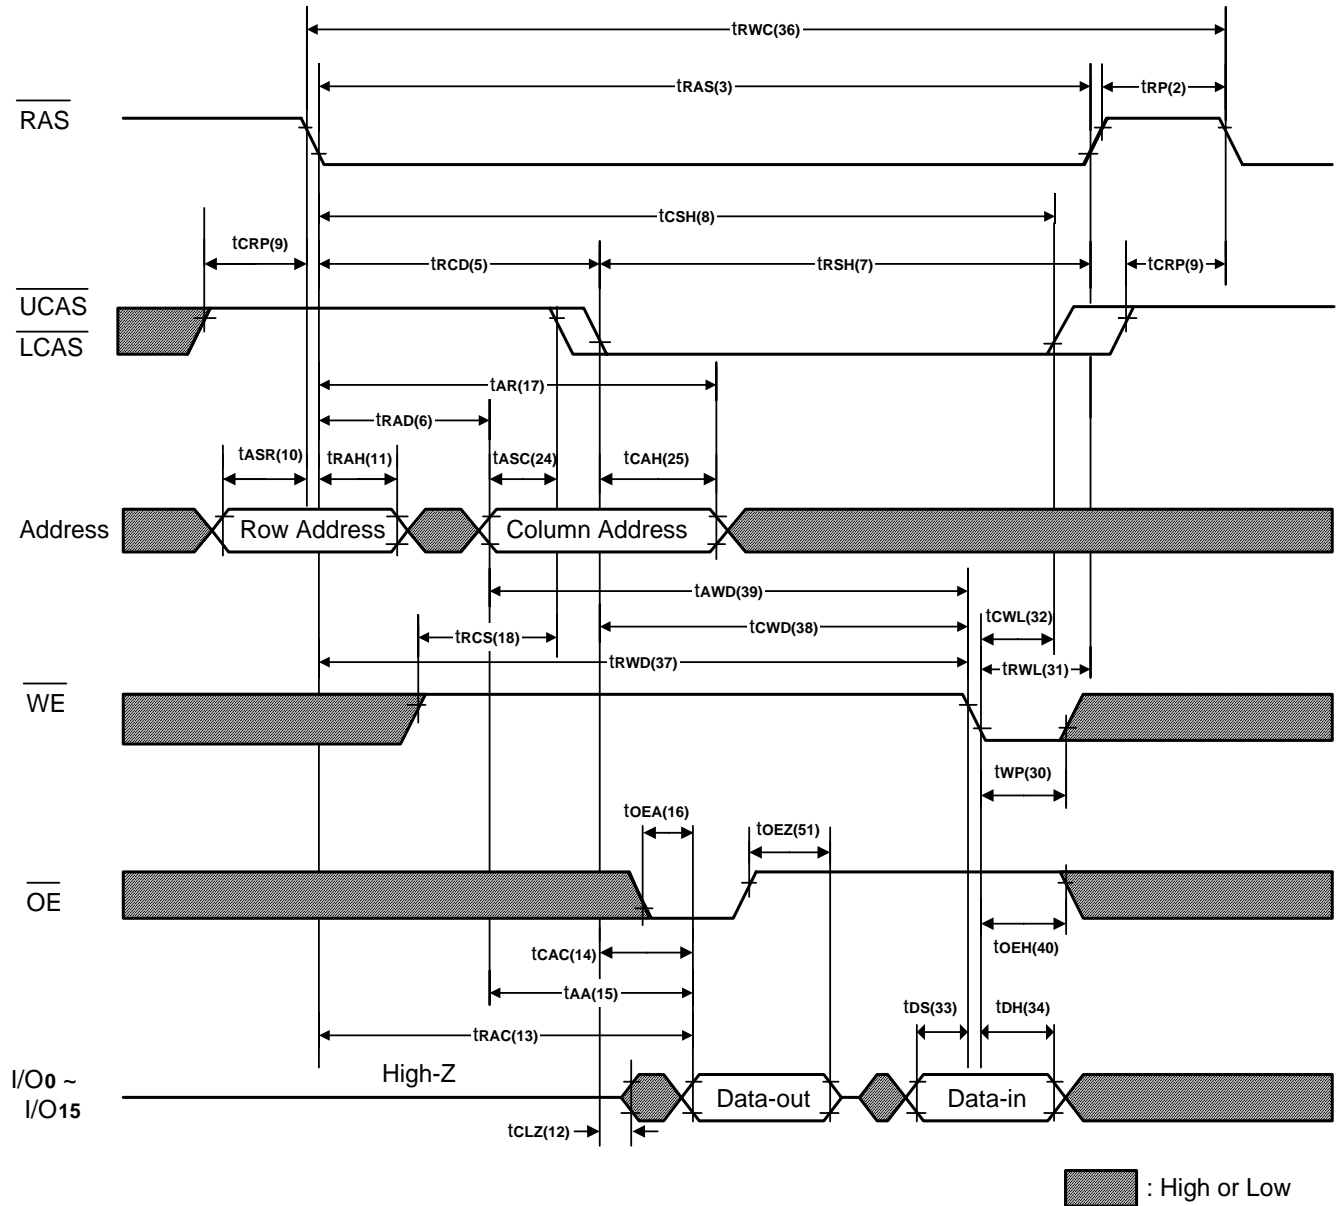 tRWC(36)
tRAS(3)
tRP(2)
RAS
tCSH(8)
tCRP(9)
tRCD(5)
tRSH(7)
tCRP(9)
UCAS
LCAS
tAR(17)
tRAD(6)
tASR(10)
tRAH(11)
tASC(24)
tCAH(25)
Address
Row Address
Column Address
tAWD(39)
tCWL(32)
tCWD(38)
tRCS(18)
tRWD(37)
tRWL(31)
WE
tWP(30)
tOEA(16)
tOEZ(51)
OE
tOEH(40)
tCAC(14)
tAA(15)
tDS(33)
tDH(34)
tRAC(13)
High-Z
I/O0 ~
I/O15
Data-out
Data-in
tCLZ(12)
: High or Low